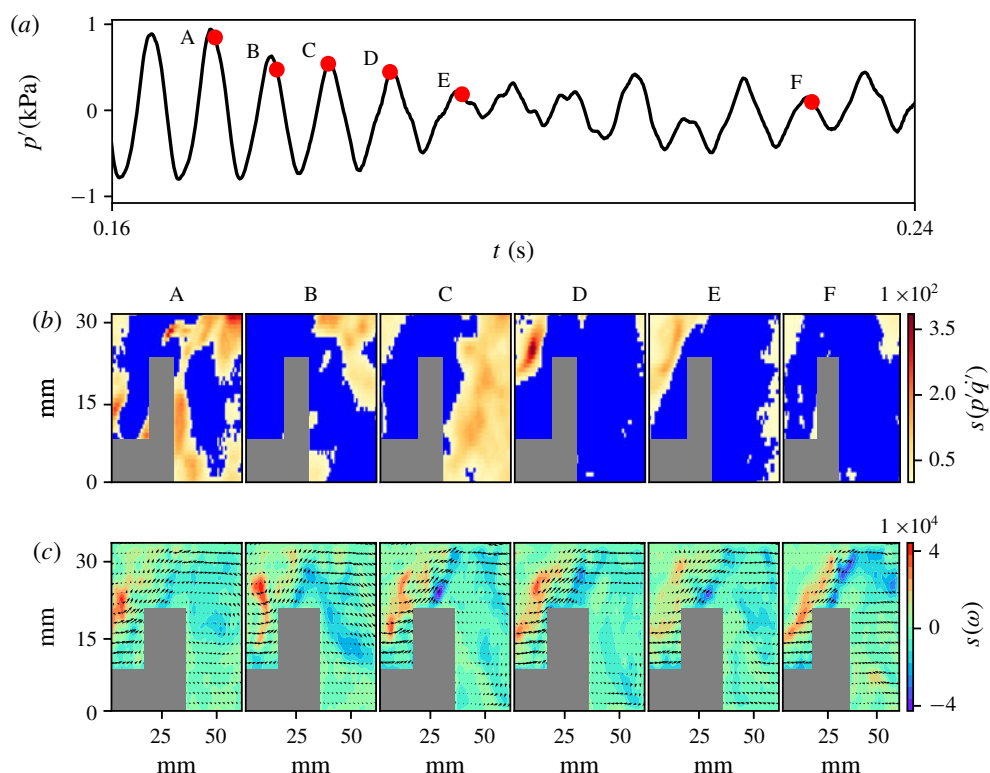 (a)
p′(kPa)
1
0
−1
A
B
C
D
E
F
0.16
0.24
t (s)
A B C D E F
(b)
mm
30
15
0
1 ×10²
3.5
2.0
0.5
s(p′q̇′)
(c)
mm
30
15
0
1 ×10⁴
4
0
−4
s(ω)
25 50 25 50 25 50 25 50 25 50 25 50
mm mm mm mm mm mm